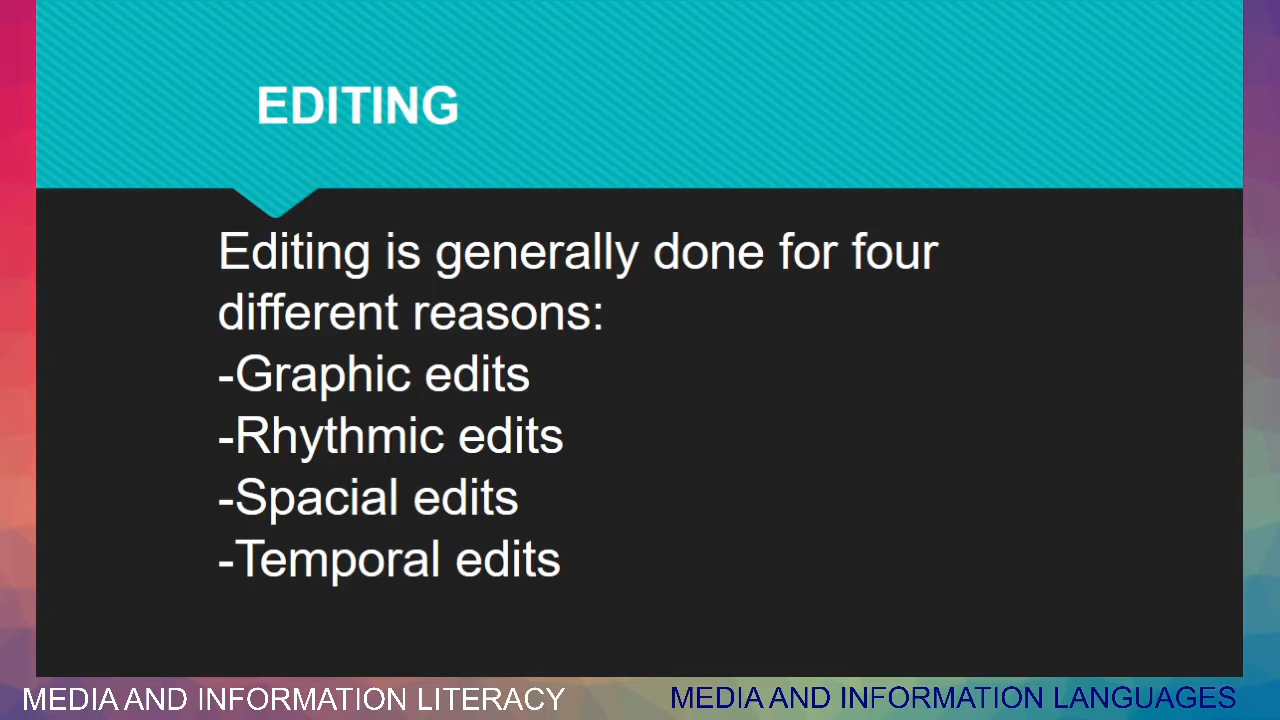 EDITING
Editing is generally done for four
different reasons:
-Graphic edits
-Rhythmic edits
-Spacial edits
-Temporal edits
MEDIA AND INFORMATION LITERACY
MEDIA AND INFORMATION LANGUAGES